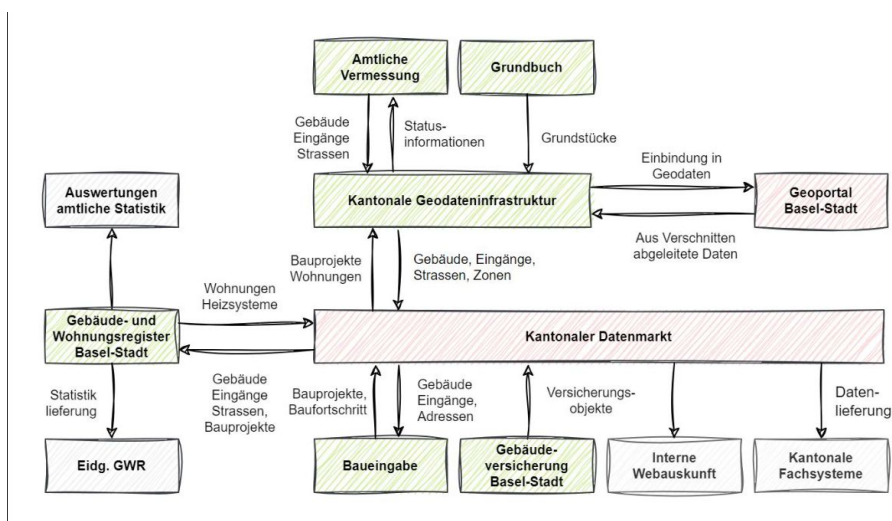 Amtliche
Vermessung
Grundbuch
Gebäude
Eingänge
Strassen
Status-
informationen
Grundstücke
Einbindung in
Geodaten
Auswertungen
amtliche Statistik
Kantonale Geodateninfrastruktur
Geoportal
Basel-Stadt
Bauprojekte
Wohnungen
Gebäude, Eingänge,
Strassen, Zonen
Aus Verschnitten
abgeleitete Daten
Wohnungen
Heizsysteme
Gebäude- und
Wohnungsregister
Basel-Stadt
Kantonaler Datenmarkt
Statistik
lieferung
Gebäude
Eingänge
Strassen,
Bauprojekte
Bauprojekte,
Baufortschritt
Gebäude
Eingänge,
Adressen
Versicherungs-
objekte
Daten-
lieferung
Eidg. GWR
Baueingabe
Gebäude-
versicherung
Basel-Stadt
Interne
Webauskunft
Kantonale
Fachsysteme